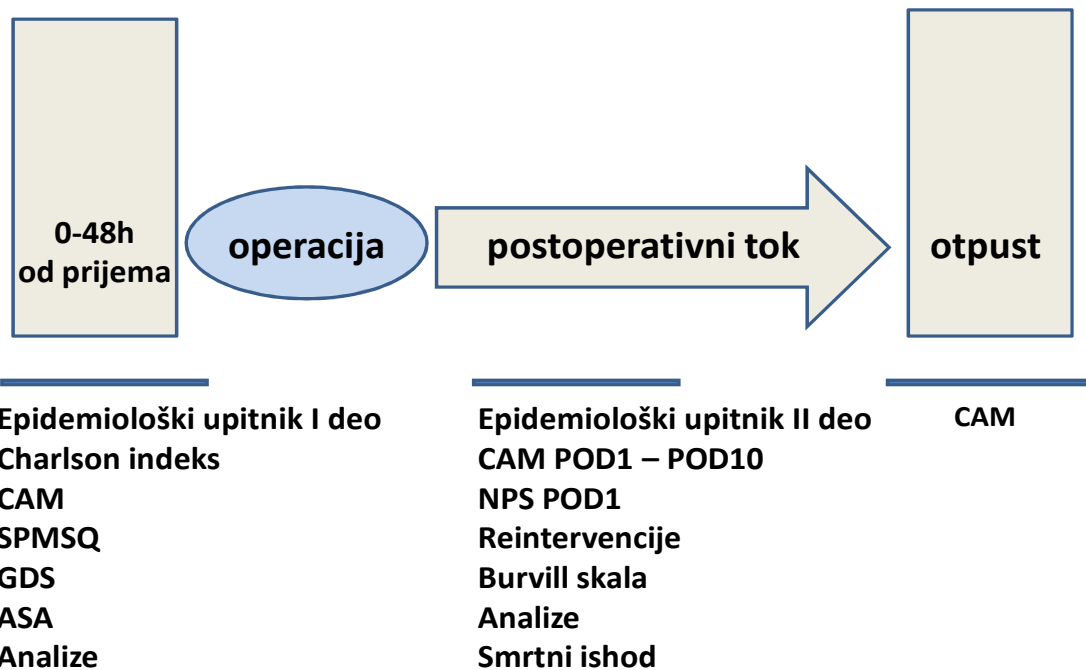 0-48h
od prijema
operacija
postoperativni tok
otpust
Epidemiološki upitnik I deo
Charlson indeks
CAM
SPMSQ
GDS
ASA
Analize
Epidemiološki upitnik II deo
CAM POD1 – POD10
NPS POD1
Reintervencije
Burvill skala
Analize
Smrtni ishod
CAM